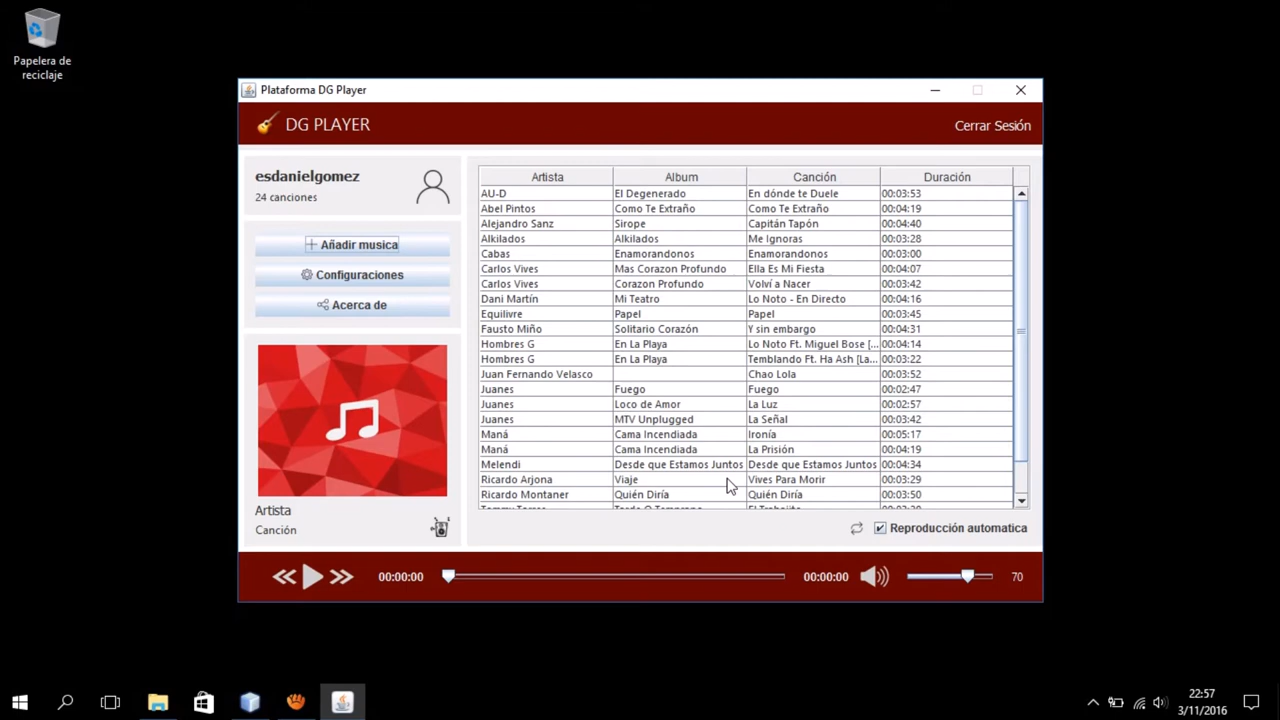 Papelera de
reciclaje
Plataforma DG Player
DG PLAYER
Cerrar Sesión
esdanielgomez
24 canciones
Añadir musica
Configuraciones
Acerca de
Artista
Canción
Artista Album Canción Duración
AU-D El Degenerado En dónde te Duele 00:03:53
Abel Pintos Como Te Extraño Como Te Extraño 00:04:19
Alejandro Sanz Sirope Capitán Tapón 00:04:40
Alkilados Alkilados Me Ignoras 00:03:28
Cabas Enamorandonos Enamorandonos 00:03:00
Carlos Vives Mas Corazon Profundo Ella Es Mi Fiesta 00:04:07
Carlos Vives Corazon Profundo Volví a Nacer 00:03:42
Dani Martín Mi Teatro Lo Noto - En Directo 00:04:16
Equilivre Papel Papel 00:03:45
Fausto Miño Solitario Corazón Y sin embargo 00:04:31
Hombres G En La Playa Lo Noto Ft. Miguel Bose [... 00:04:14
Hombres G En La Playa Temblando Ft. Ha Ash [La... 00:03:22
Juan Fernando Velasco Chao Lola 00:03:52
Juanes Fuego Fuego 00:02:47
Juanes Loco de Amor La Luz 00:02:57
Juanes MTV Unplugged La Señal 00:03:42
Maná Cama Incendiada Ironía 00:05:17
Maná Cama Incendiada La Prisión 00:04:19
Melendi Desde que Estamos Juntos Desde que Estamos Juntos 00:04:34
Ricardo Arjona Viaje Vives Para Morir 00:03:29
Ricardo Montaner Quién Diría Quién Diría 00:03:50
Reproducción automatica
00:00:00 00:00:00 70
22:57
3/11/2016